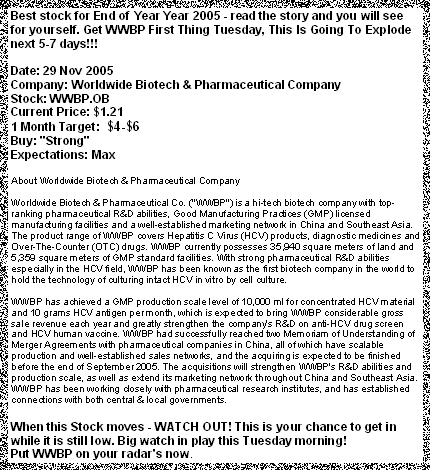 Best stock for End of Year Year 2005 - read the story and you will see
for yourself. Get WWBP First Thing Tuesday, This Is Going To Explode
next 5-7 days!!!
Date: 29 Nov 2005
Company: Worldwide Biotech & Pharmaceutical Company
Stock: WWBP.OB
Current Price: $1.21
1 Month Target: $4-$6
Buy: "Strong"
Expectations: Max
About Worldwide Biotech & Pharmaceutical Company
Worldwide Biotech & Pharmaceutical Co. ("WWBP") is a hi-tech biotech company with top-
ranking pharmaceutical R&D abilities, Good Manufacturing Practices (GMP) licensed
manufacturing facilities and a well-established marketing network in China and Southeast Asia.
The product range of WWBP covers Hepatitis C Virus (HCV) products, diagnostic medicines and
Over-The-Counter (OTC) drugs. WWBP currently possesses 35,940 square meters of land and
5,359 square meters of GMP standard facilities. With strong pharmaceutical R&D abilities
especially in the HCV field, WWBP has been known as the first biotech company in the world to
hold the technology of culturing intact HCV in vitro by cell culture.
WWBP has achieved a GMP production scale level of 10,000 ml for concentrated HCV material
and 10 grams HCV antigen per month, which is expected to bring WWBP considerable gross
sale revenue each year and greatly strengthen the company's R&D on anti-HCV drug screen
and HCV human vaccine. WWBP had successfully reached two Memoriam of Understanding of
Merger Agreements with pharmaceutical companies in China, all of which have scalable
production and well-established sales networks, and the acquiring is expected to be finished
before the end of September 2005. The acquisitions will strengthen WWBP's R&D abilities and
production scale, as well as extend its marketing network throughout China and Southeast Asia.
WWBP has been working closely with pharmaceutical research institutes, and has established
connections with both central & local governments.
When this Stock moves - WATCH OUT! This is your chance to get in
while it is still low. Big watch in play this Tuesday morning!
Put WWBP on your radar's now.